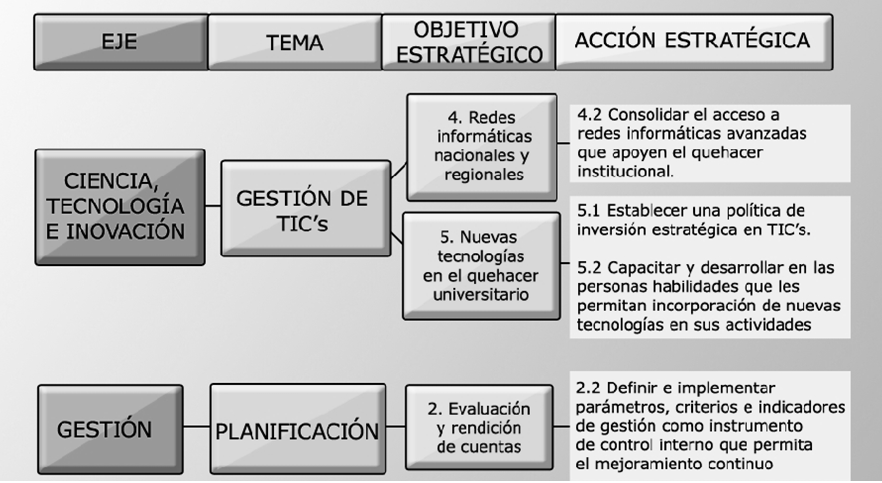 EJE
TEMA
OBJETIVO
ESTRATÉGICO
ACCIÓN ESTRATÉGICA
CIENCIA,
TECNOLOGÍA
E INOVACIÓN
GESTIÓN DE
TIC’s
4. Redes
informáticas
nacionales y
regionales
4.2 Consolidar el acceso a
redes informáticas avanzadas
que apoyen el quehacer
institucional.
5. Nuevas
tecnologías
en el quehacer
universitario
5.1 Establecer una política de
inversión estratégica en TIC’s.
5.2 Capacitar y desarrollar en las
personas habilidades que les
permitan incorporación de nuevas
tecnologías en sus actividades
GESTIÓN
PLANIFICACIÓN
2. Evaluación
y rendición
de cuentas
2.2 Definir e implementar
parámetros, criterios e indicadores
de gestión como instrumento
de control interno que permita
el mejoramiento continuo